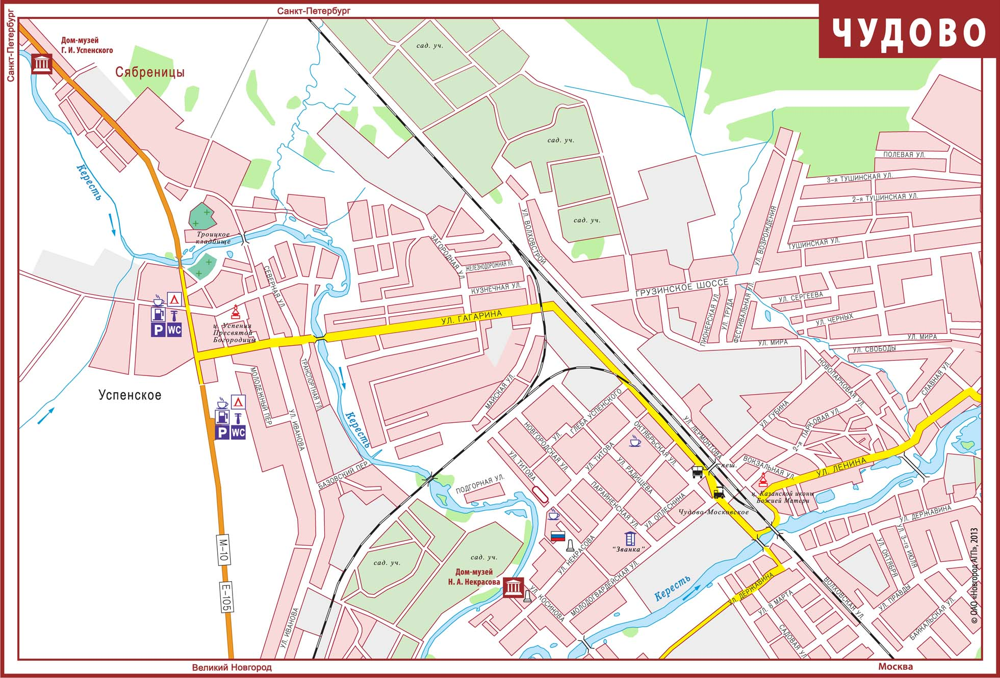 Санкт-Петербург
Санкт-Петербург
ЧУДОВО
Дом-музей
Г. И. Успенского
Сябреницы
сад. уч.
сад. уч.
сад. уч.
ПОЛЕВАЯ УЛ.
3-я ТУШИНСКАЯ УЛ.
2-я ТУШИНСКАЯ УЛ.
ТУШИНСКАЯ УЛ.
УЛ. ВОЗРОЖДЕНИЯ
Кересть
Троицкое
кладбище
УЛ. ВОЛХОВСТРОЙ
ЗАГОРОДНАЯ УЛ.
ЖЕЛЕЗНОДОРОЖНАЯ УЛ.
КУЗНЕЧНАЯ УЛ.
СЕВЕРНАЯ УЛ.
ГРУЗИНСКОЕ ШОССЕ
ПИОНЕРСКАЯ УЛ.
УЛ. ТРУДА
ФЕСТИВАЛЬНАЯ УЛ.
УЛ. СЕРГЕЕВА
УЛ. ЧЕРНЫХ
УЛ. МИРА
УЛ. МИРА
УЛ. СВОБОДЫ
P
WC
ц. Успения
Пресвятой
Богородицы
УЛ. ГАГАРИНА
Успенское
P
WC
МОЛОДЕЖНЫЙ ПЕР
ТРАНСПОРТНАЯ УЛ.
УЛ. ИВАНОВА
Кересть
МАЙСКАЯ УЛ.
НОВОПАРКОВАЯ УЛ.
СЛАВНАЯ УЛ.
УЛ. ГУБИНА
2-я ПАРКОВАЯ УЛ.
УЛ. ЛЕРМОНТОВА
УЛ. ГЛЕБА УСПЕНСКОГО
НОВГОРОДСКАЯ УЛ.
ОКТЯБРЬСКАЯ УЛ.
УЛ. ТИТОВА
УЛ. ТИТОВА
УЛ. РАДИЩЕВА
пеш.
ВОКЗАЛЬНАЯ УЛ.
УЛ. ЛЕНИНА
БАЗОВСКИЙ ПЕР
ПОДГОРНАЯ УЛ.
ПАРАЙНЕНСКАЯ УЛ.
УЛ. ОПЛЕСНИНА
ц. Казанской иконы
Божией Матери
Чудово-Московское
УЛ. ДЕРЖАВИНА
УЛ. 3-го ИЮЛЯ
УЛ. ОКТЯБРЯ
М-10
Е-105
сад. уч.
сад. уч.
Дом-музей
Н. А. Некрасова
"Званка"
УЛ. НЕКРАСОВА
МОЛОДОГВАРДЕЙСКАЯ УЛ.
УЛ. КОСИНОВА
Кересть
УЛ. ДЕРЖАВИНА
УЛ. 8 МАРТА
САДОВАЯ УЛ.
ВОЛХОВСКАЯ УЛ.
УЛ. ПРАВДЫ
БАЙКАЛЬСКАЯ УЛ.
УЛ. ИВАНОВА
© ОАО «Новгород АГП», 2013
Великий Новгород
Москва